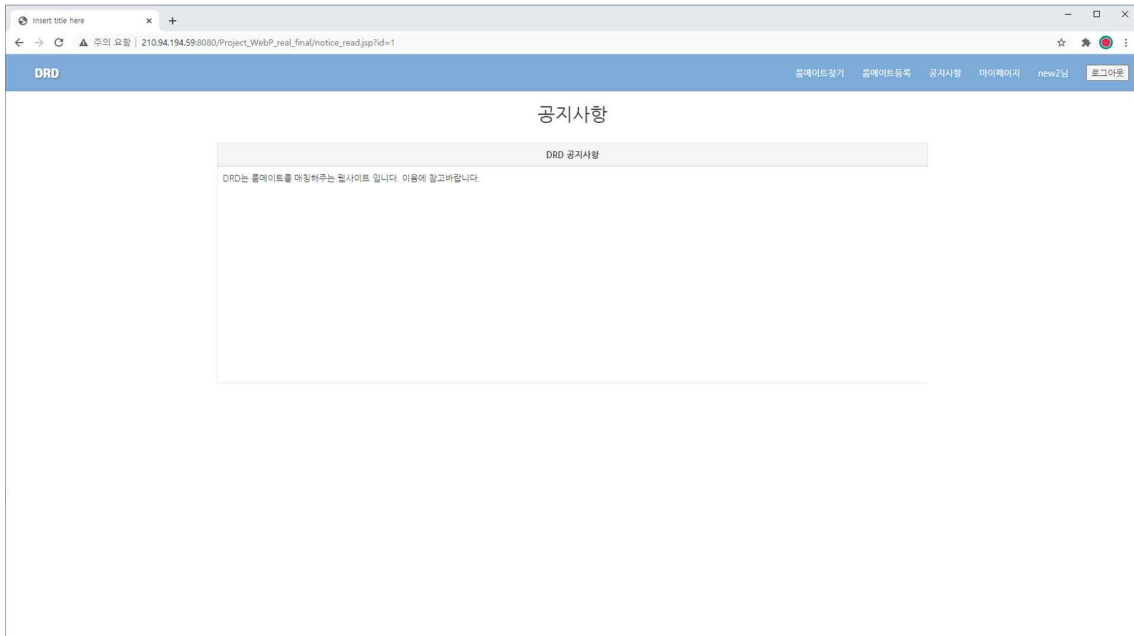 Insert title here
주의 요함 | 210.94.194.59:8080/Project_WebP_real_final/notice_read.jsp?id=1
DRD 룸메이트찾기 룸메이트등록 공지사항 마이페이지 new2님 로그아웃
공지사항
DRD 공지사항
DRD는 룸메이트를 매칭해주는 웹사이트 입니다. 이용에 참고바랍니다.